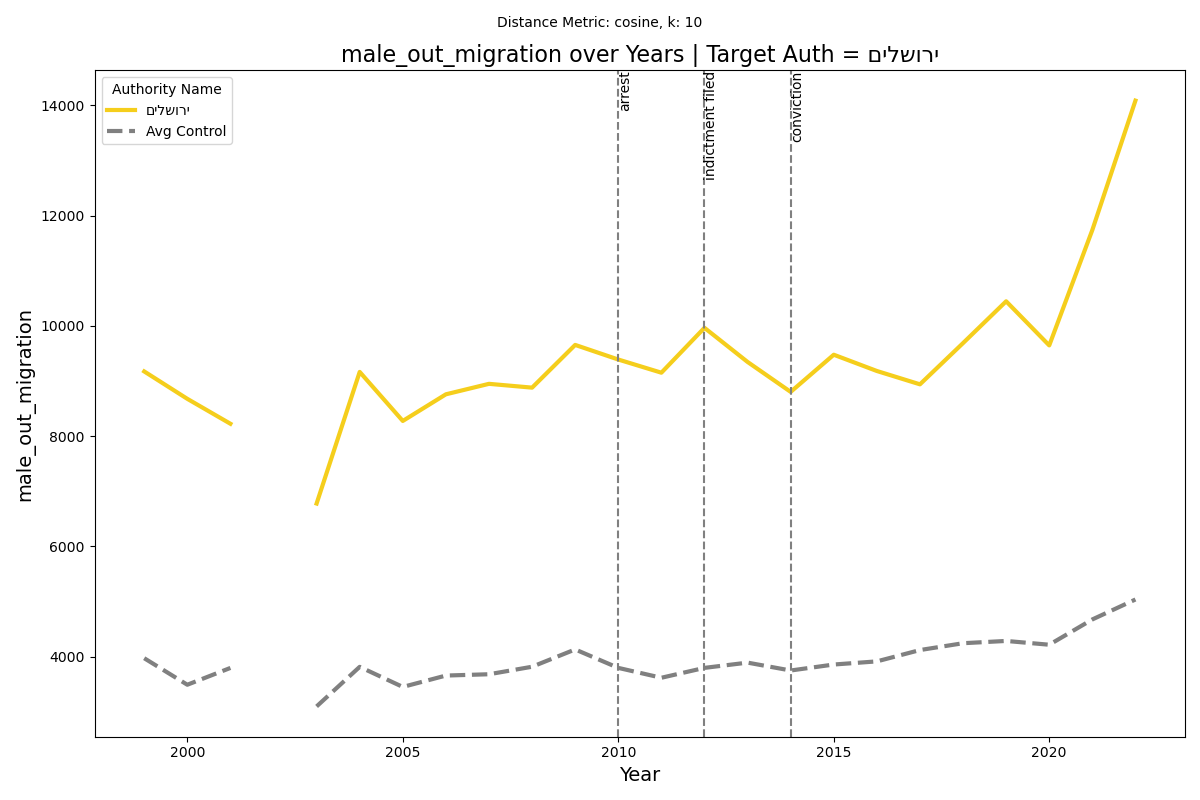 Distance Metric: cosine, k: 10
male_out_migration over Years | Target Auth = ירושלים
Authority Name
ירושלים
Avg Control
arrest
indictment filed
conviction
14000
12000
10000
8000
6000
4000
male_out_migration
2000
2005
2010
2015
2020
Year